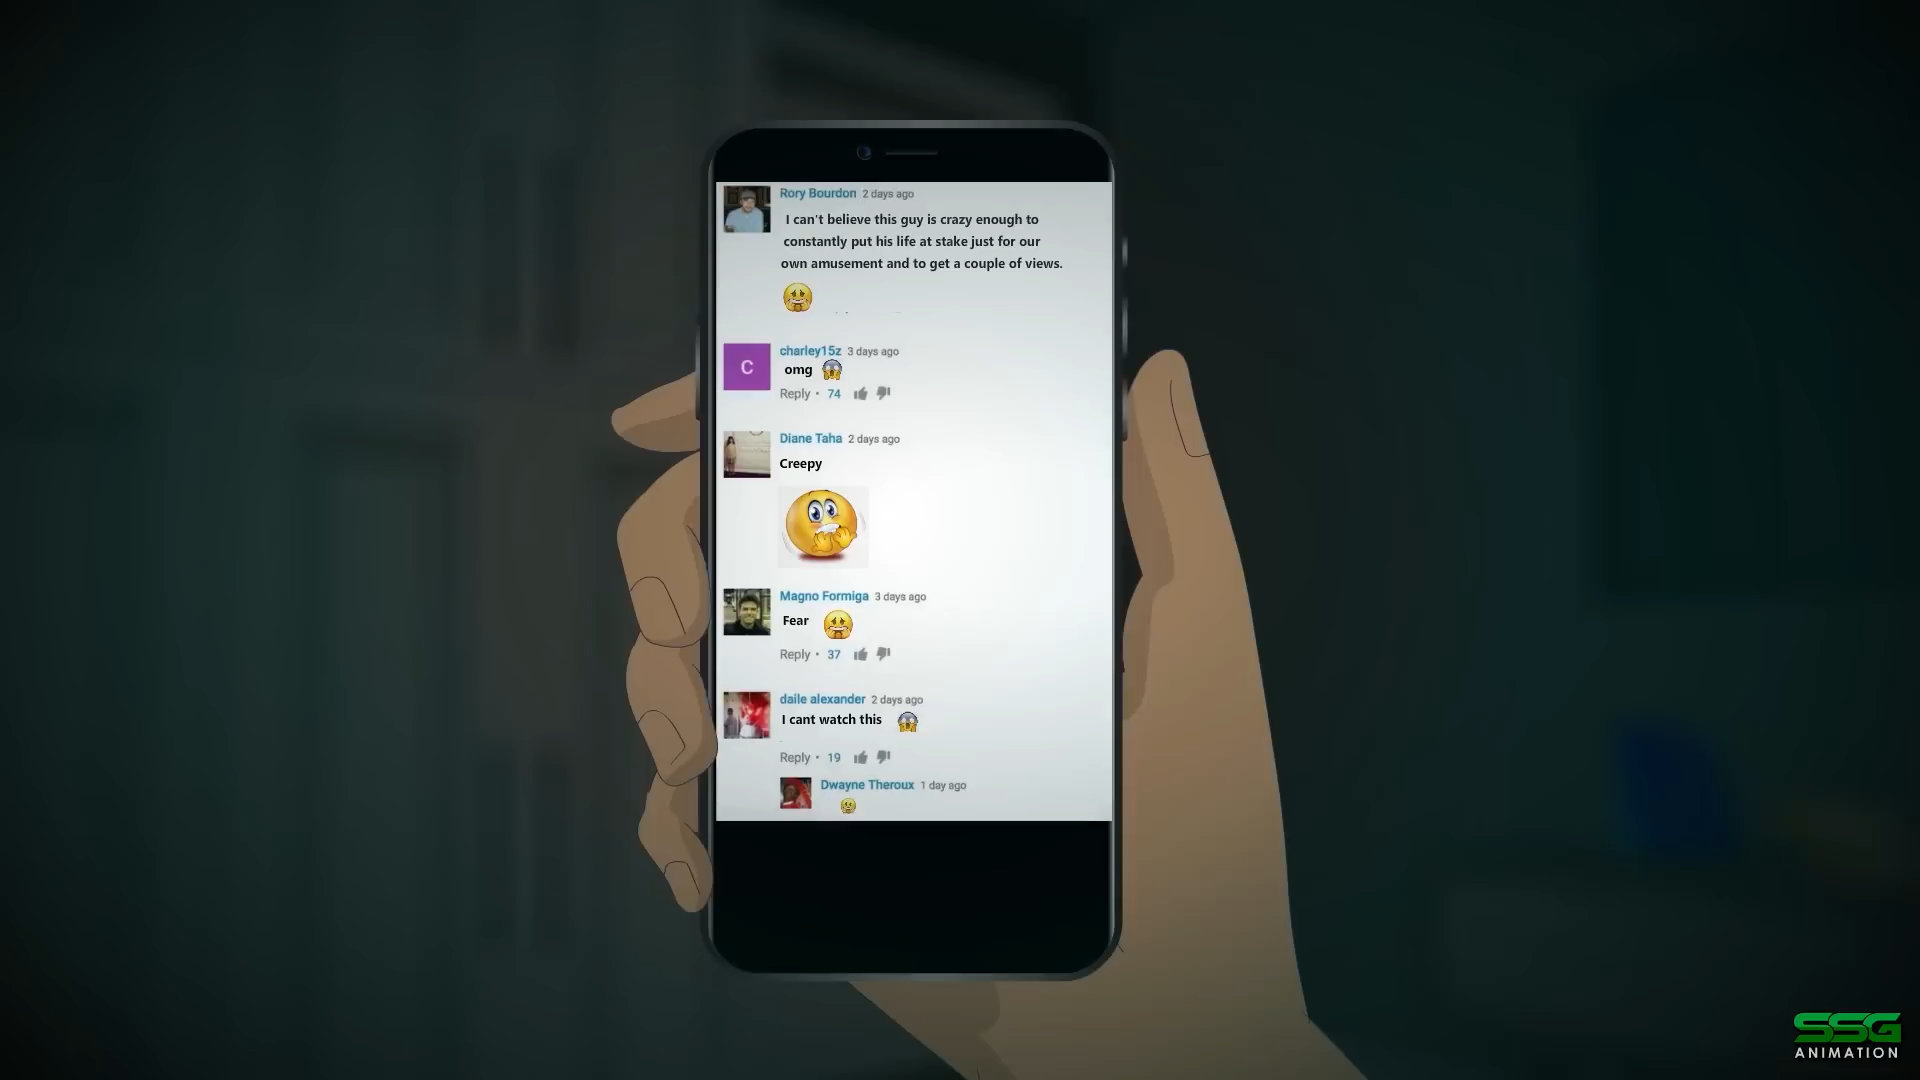 Rory Bourdon 2 days ago
I can't believe this guy is crazy enough to
constantly put his life at stake just for our
own amusement and to get a couple of views.
C
charley15z 3 days ago
omg
Reply • 74
Diane Taha 2 days ago
Creepy
Magno Formiga 3 days ago
Fear
Reply • 37
daile alexander 2 days ago
I cant watch this
Reply • 19
Dwayne Theroux 1 day ago
SSG
ANIMATION